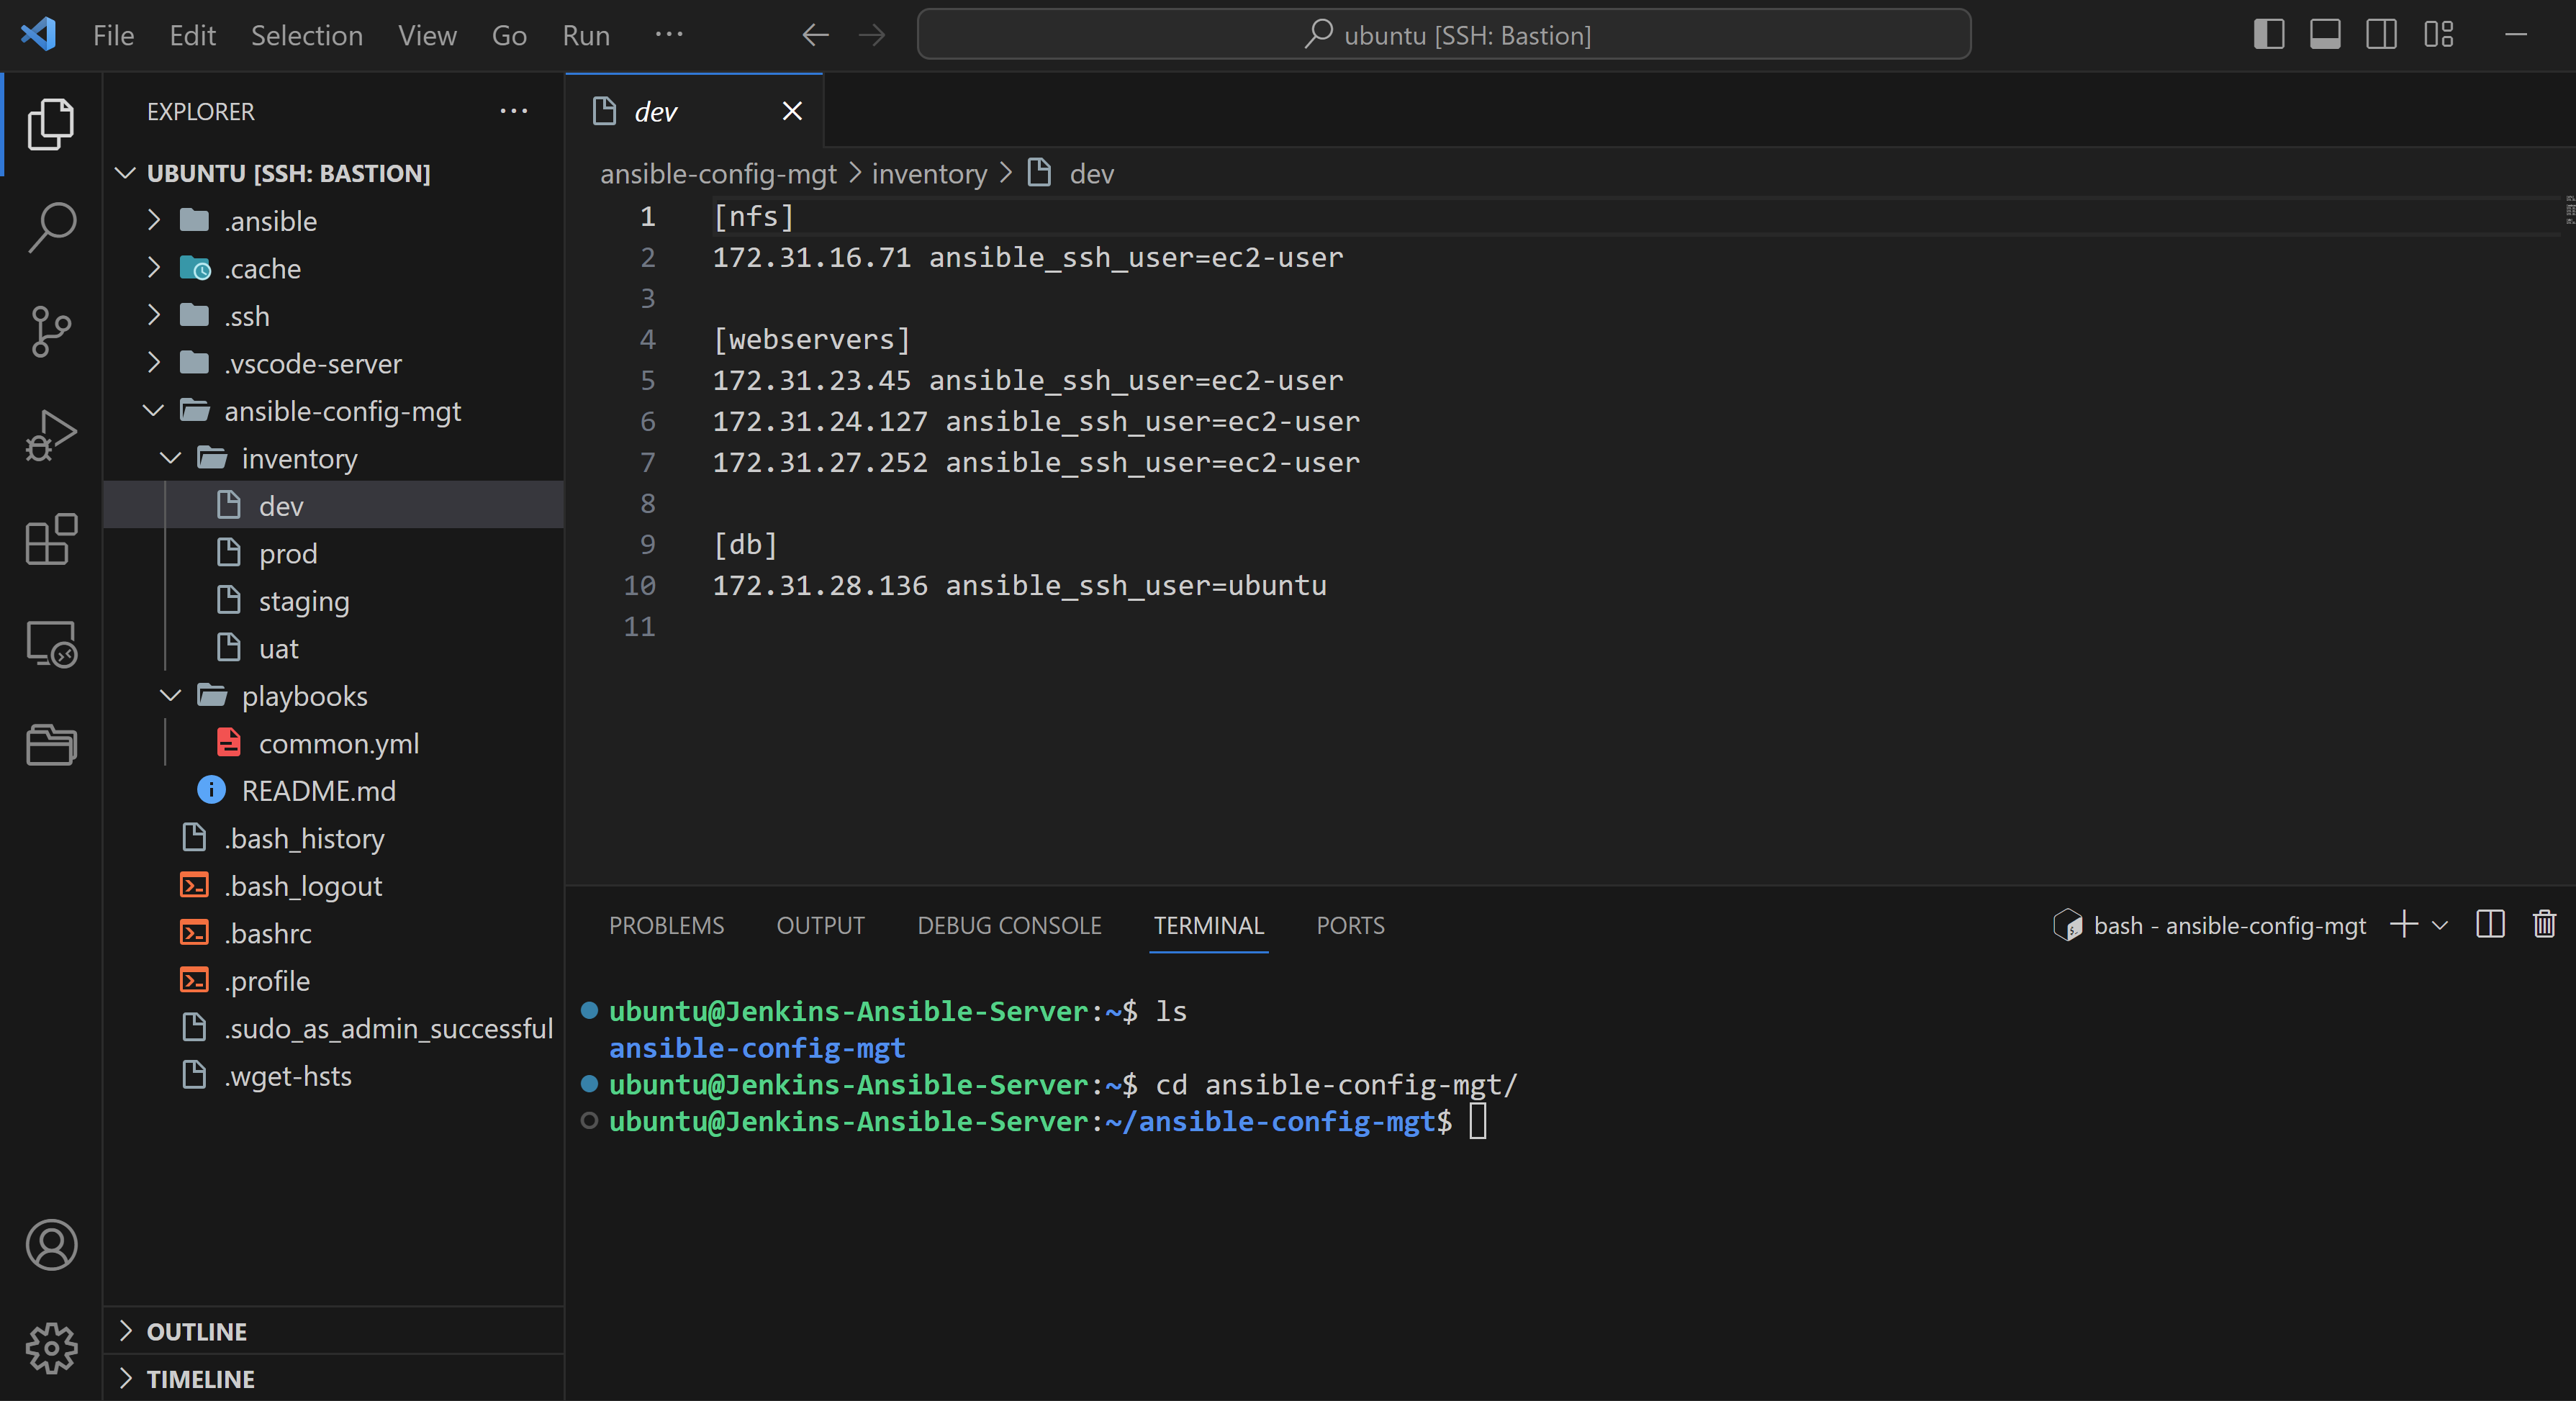 File Edit Selection View Go Run ··· ubuntu [SSH: Bastion]
EXPLORER ···
UBUNTU [SSH: BASTION]
.ansible
.cache
.ssh
.vscode-server
ansible-config-mgt
inventory
dev
prod
staging
uat
playbooks
common.yml
README.md
.bash_history
.bash_logout
.bashrc
.profile
.sudo_as_admin_successful
.wget-hsts
OUTLINE
TIMELINE
dev
ansible-config-mgt > inventory > dev
1 [nfs]
2 172.31.16.71 ansible_ssh_user=ec2-user
3
4 [webservers]
5 172.31.23.45 ansible_ssh_user=ec2-user
6 172.31.24.127 ansible_ssh_user=ec2-user
7 172.31.27.252 ansible_ssh_user=ec2-user
8
9 [db]
10 172.31.28.136 ansible_ssh_user=ubuntu
11
PROBLEMS OUTPUT DEBUG CONSOLE TERMINAL PORTS bash - ansible-config-mgt
ubuntu@Jenkins-Ansible-Server:~$ ls
ansible-config-mgt
ubuntu@Jenkins-Ansible-Server:~$ cd ansible-config-mgt/
ubuntu@Jenkins-Ansible-Server:~/ansible-config-mgt$